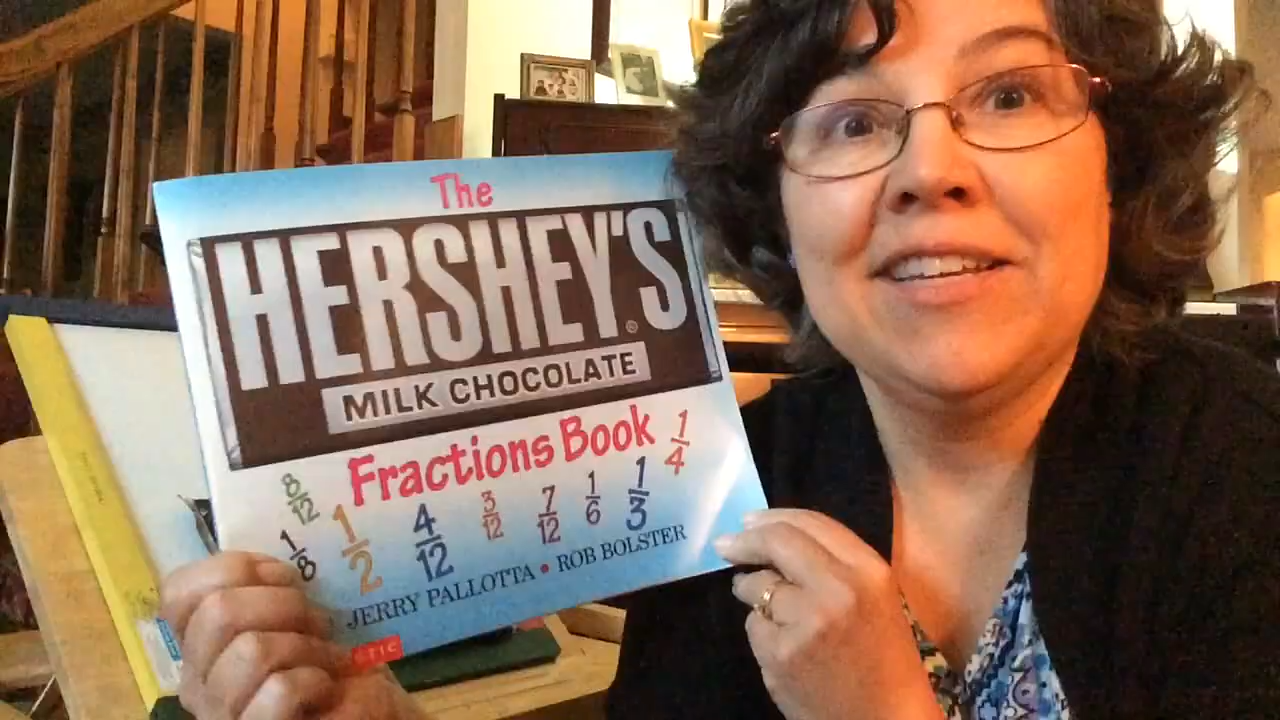 The
HERSHEY'S
MILK CHOCOLATE
Fractions Book
8/12 1/8 1/2 4/12 3/12 7/12 1/6 1/3 1/4
JERRY PALLOTTA • ROB BOLSTER